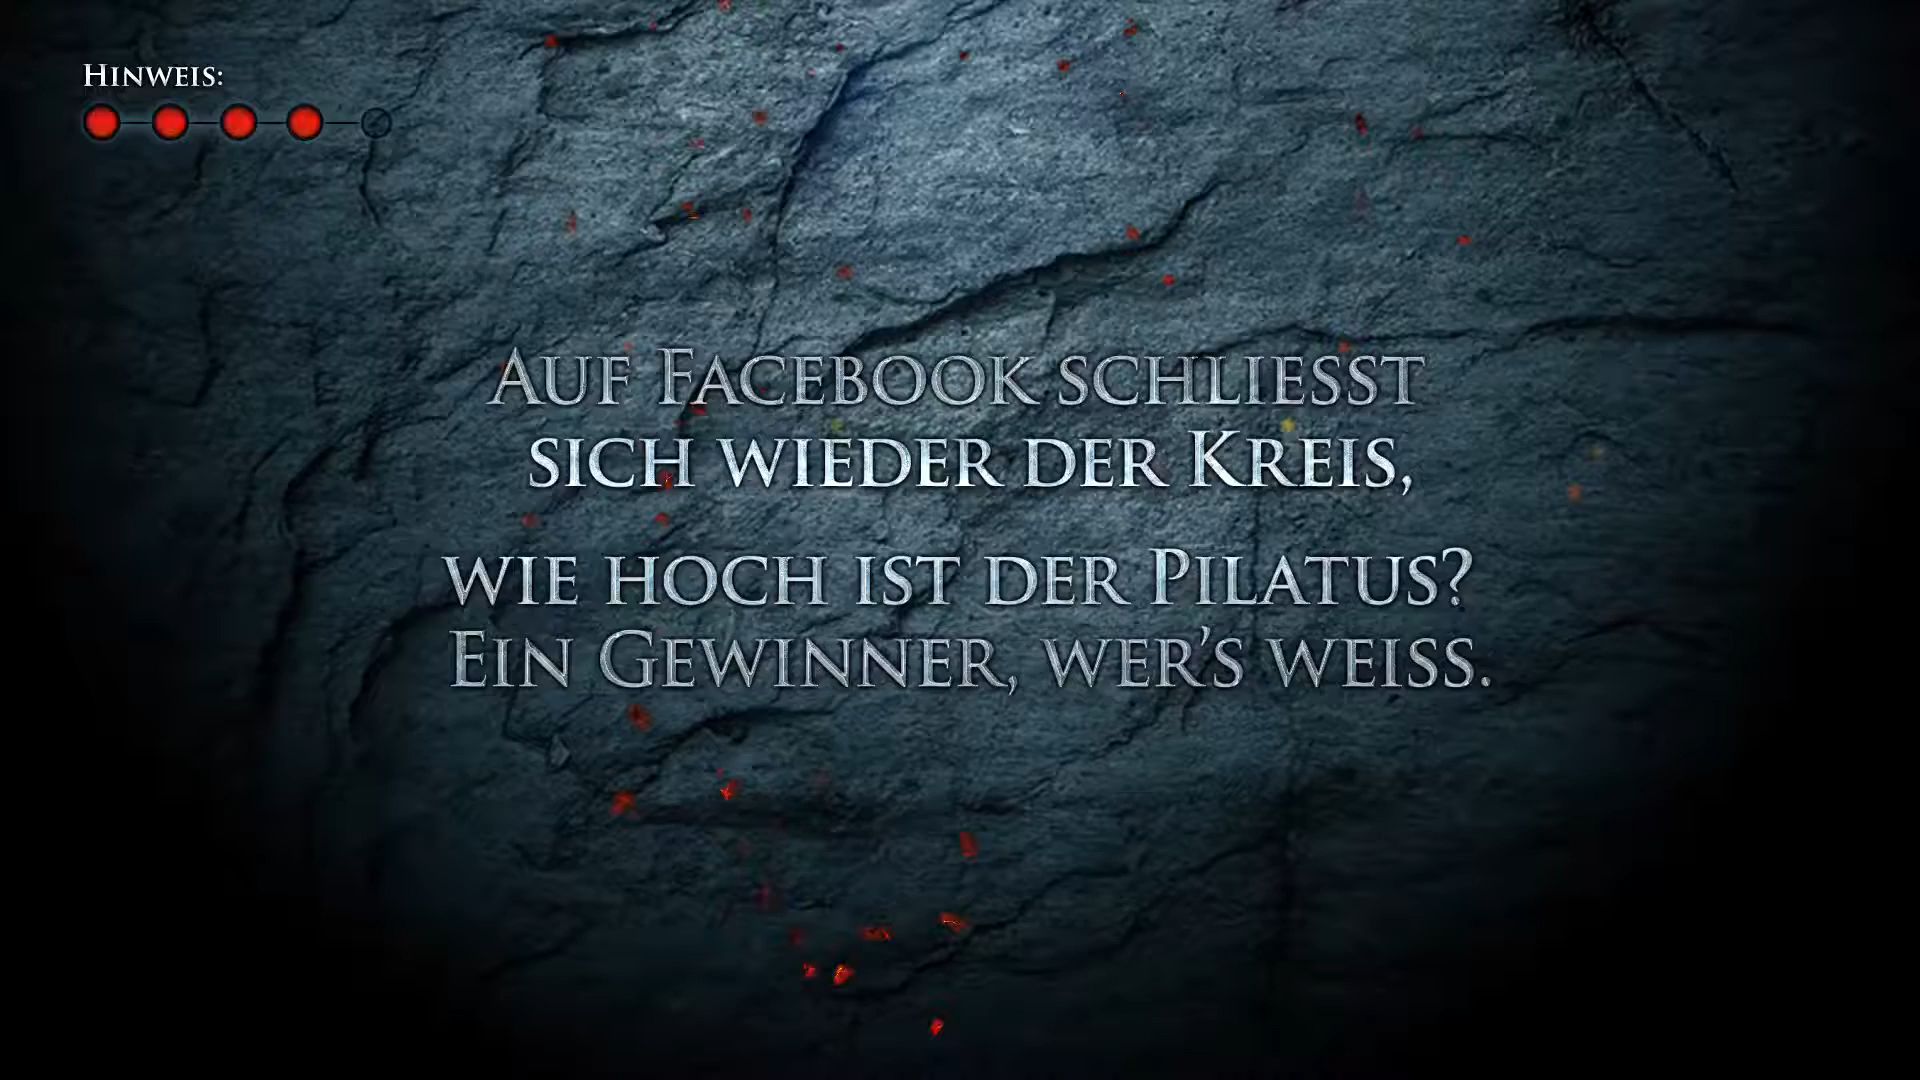 Hinweis:
Auf Facebook schliesst
sich wieder der Kreis,
wie hoch ist der Pilatus?
Ein Gewinner, wer's weiss.